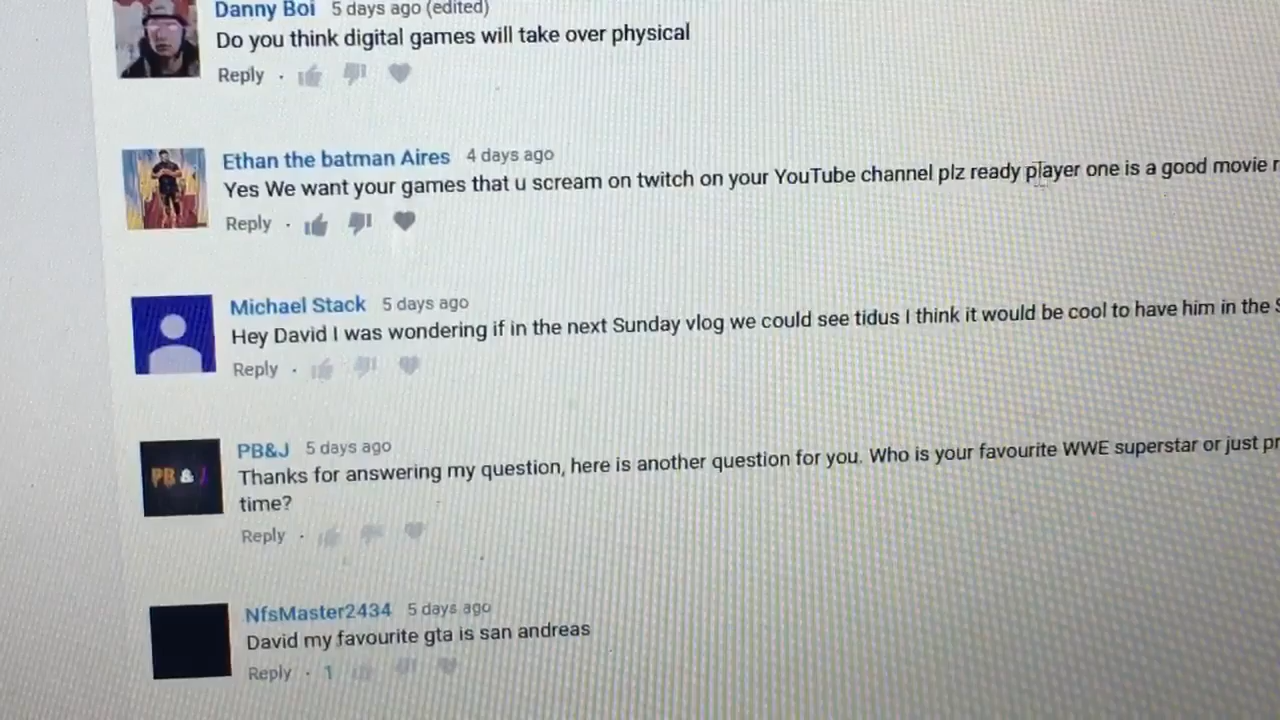 Danny Boi 5 days ago (edited)
Do you think digital games will take over physical
Reply
Ethan the batman Aires 4 days ago
Yes We want your games that u scream on twitch on your YouTube channel plz ready player one is a good movie
Reply
Michael Stack 5 days ago
Hey David I was wondering if in the next Sunday vlog we could see tidus I think it would be cool to have him in the
Reply
PB & J
PB&J 5 days ago
Thanks for answering my question, here is another question for you. Who is your favourite WWE superstar or just
time?
Reply
NfsMaster2434 5 days ago
David my favourite gta is san andreas
Reply · 1